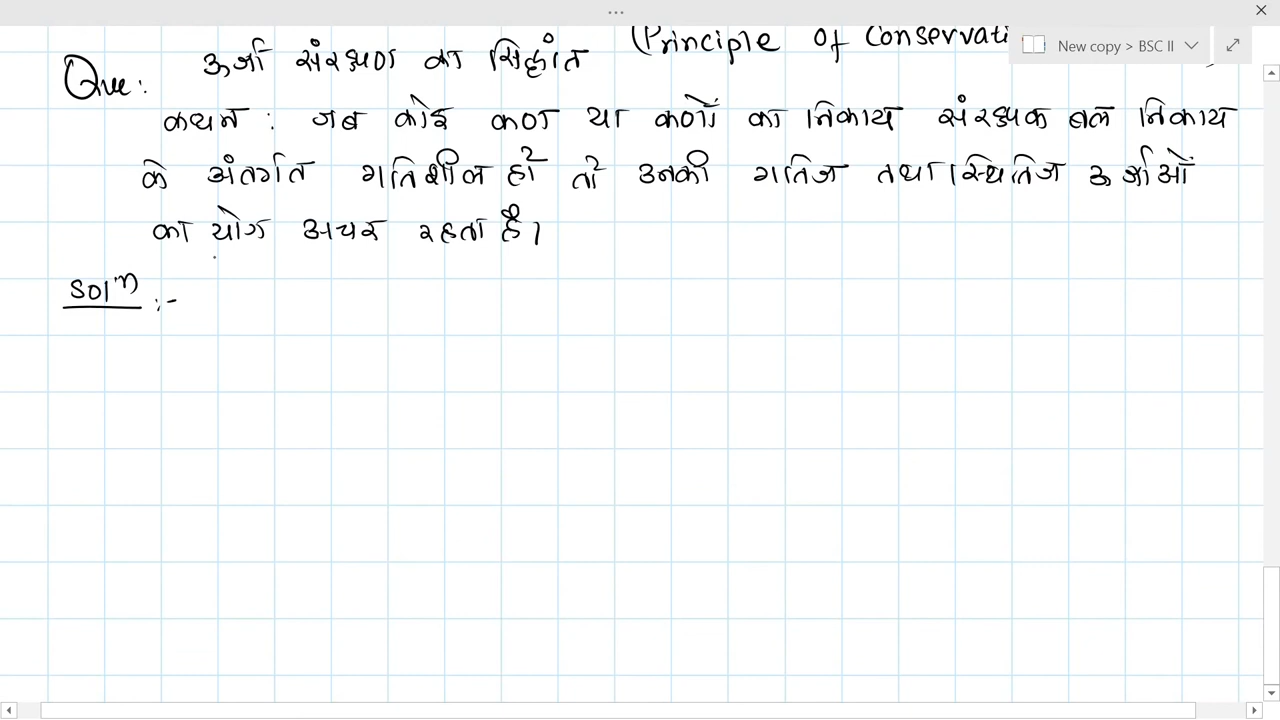 ...
New copy > BSC II
Que: ऊर्जा संरक्षण का सिद्धांत (Principle of Conservati
कथन : जब कोई कण या कणों का निकाय संरक्षक बल निकाय
के अंतर्गत गतिशील हो तो उनकी गतिज तथा स्थितिज ऊर्जाओं
का योग अचर रहता है।
Solⁿ :-